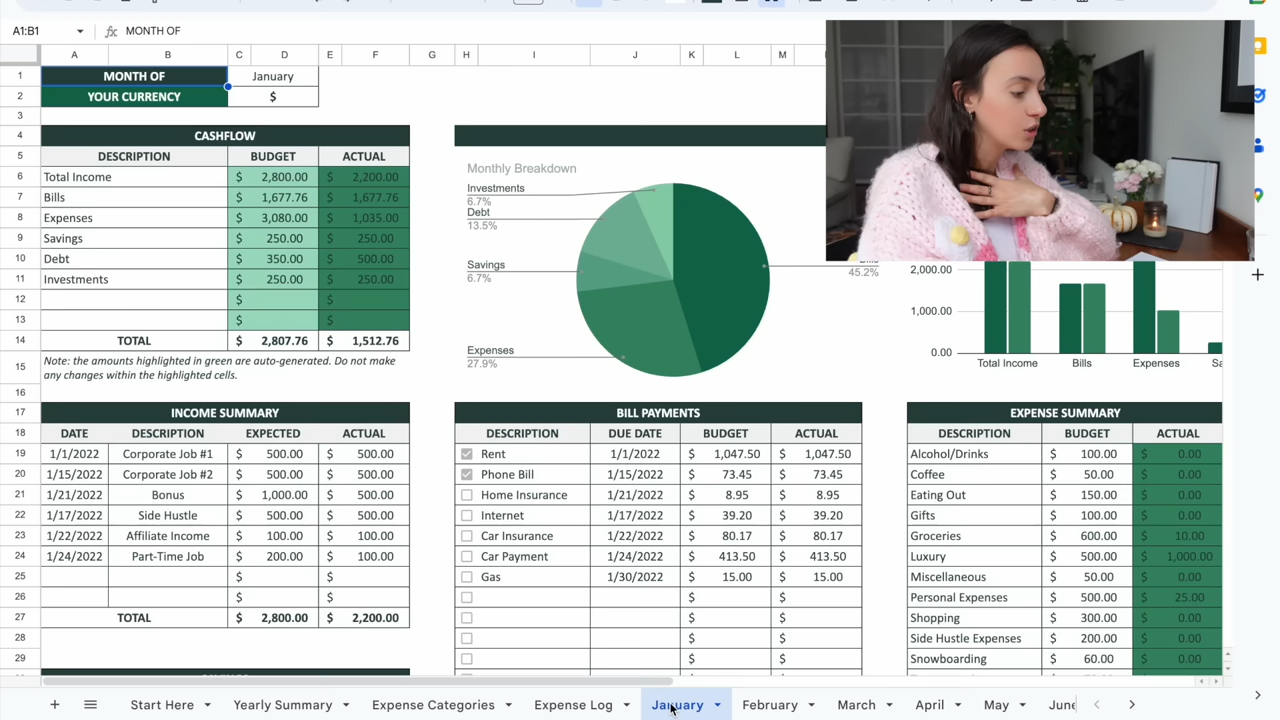 A1:B1 fx MONTH OF
A B C D E F G H I J K L M
1 MONTH OF January
2 YOUR CURRENCY $
3
4 CASHFLOW
5 DESCRIPTION BUDGET ACTUAL
6 Total Income $ 2,800.00 $ 2,200.00
7 Bills $ 1,677.76 $ 1,677.76
8 Expenses $ 3,080.00 $ 1,035.00
9 Savings $ 250.00 $ 250.00
10 Debt $ 350.00 $ 500.00
11 Investments $ 250.00 $ 250.00
12 $ $
13 $ $
14 TOTAL $ 2,807.76 $ 1,512.76
15 Note: the amounts highlighted in green are auto-generated. Do not make
any changes within the highlighted cells.
16
Monthly Breakdown
Investments
6.7%
Debt
13.5%
Savings
6.7%
Expenses
27.9%
Bills
45.2%
2,000.00
1,000.00
0.00
Total Income Bills Expenses Sa
17 INCOME SUMMARY BILL PAYMENTS EXPENSE SUMMARY
18 DATE DESCRIPTION EXPECTED ACTUAL DESCRIPTION DUE DATE BUDGET ACTUAL DESCRIPTION BUDGET ACTUAL
19 1/1/2022 Corporate Job #1 $ 500.00 $ 500.00 Rent 1/1/2022 $ 1,047.50 $ 1,047.50 Alcohol/Drinks $ 100.00 $ 0.00
20 1/15/2022 Corporate Job #2 $ 500.00 $ 500.00 Phone Bill 1/15/2022 $ 73.45 $ 73.45 Coffee $ 50.00 $ 0.00
21 1/21/2022 Bonus $ 1,000.00 $ 500.00 Home Insurance 1/21/2022 $ 8.95 $ 8.95 Eating Out $ 150.00 $ 0.00
22 1/17/2022 Side Hustle $ 500.00 $ 500.00 Internet 1/17/2022 $ 39.20 $ 39.20 Gifts $ 100.00 $ 0.00
23 1/22/2022 Affiliate Income $ 100.00 $ 100.00 Car Insurance 1/22/2022 $ 80.17 $ 80.17 Groceries $ 600.00 $ 10.00
24 1/24/2022 Part-Time Job $ 200.00 $ 100.00 Car Payment 1/24/2022 $ 413.50 $ 413.50 Luxury $ 500.00 $ 1,000.00
25 $ $ Gas 1/30/2022 $ 15.00 $ 15.00 Miscellaneous $ 50.00 $ 0.00
26 $ $ $ $ Personal Expenses $ 500.00 $ 25.00
27 TOTAL $ 2,800.00 $ 2,200.00 $ $ Shopping $ 300.00 $ 0.00
28 $ $ Side Hustle Expenses $ 200.00 $ 0.00
29 $ $ Snowboarding $ 60.00 $ 0.00
Start Here Yearly Summary Expense Categories Expense Log January February March April May June